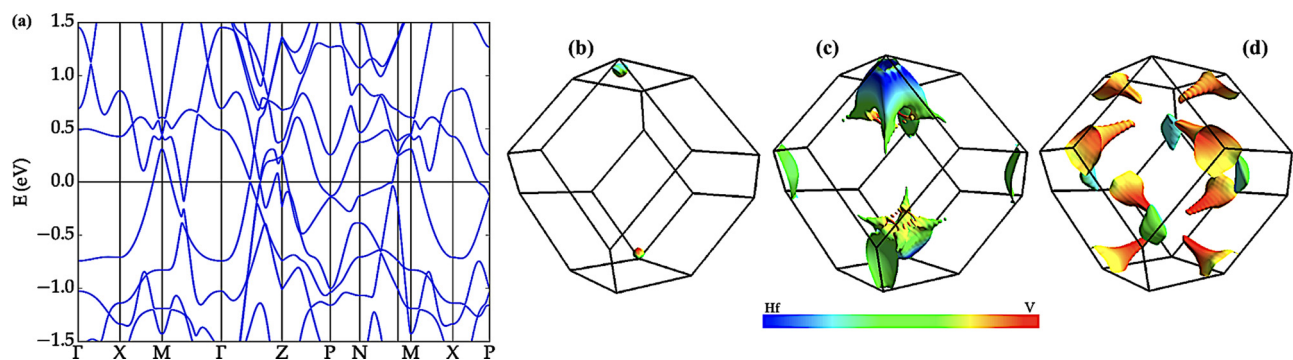 (a)
1.5
1.0
0.5
0.0
−0.5
−1.0
−1.5
E (eV)
Γ X M Γ Z P N M X P
(b)
(c)
(d)
Hf V